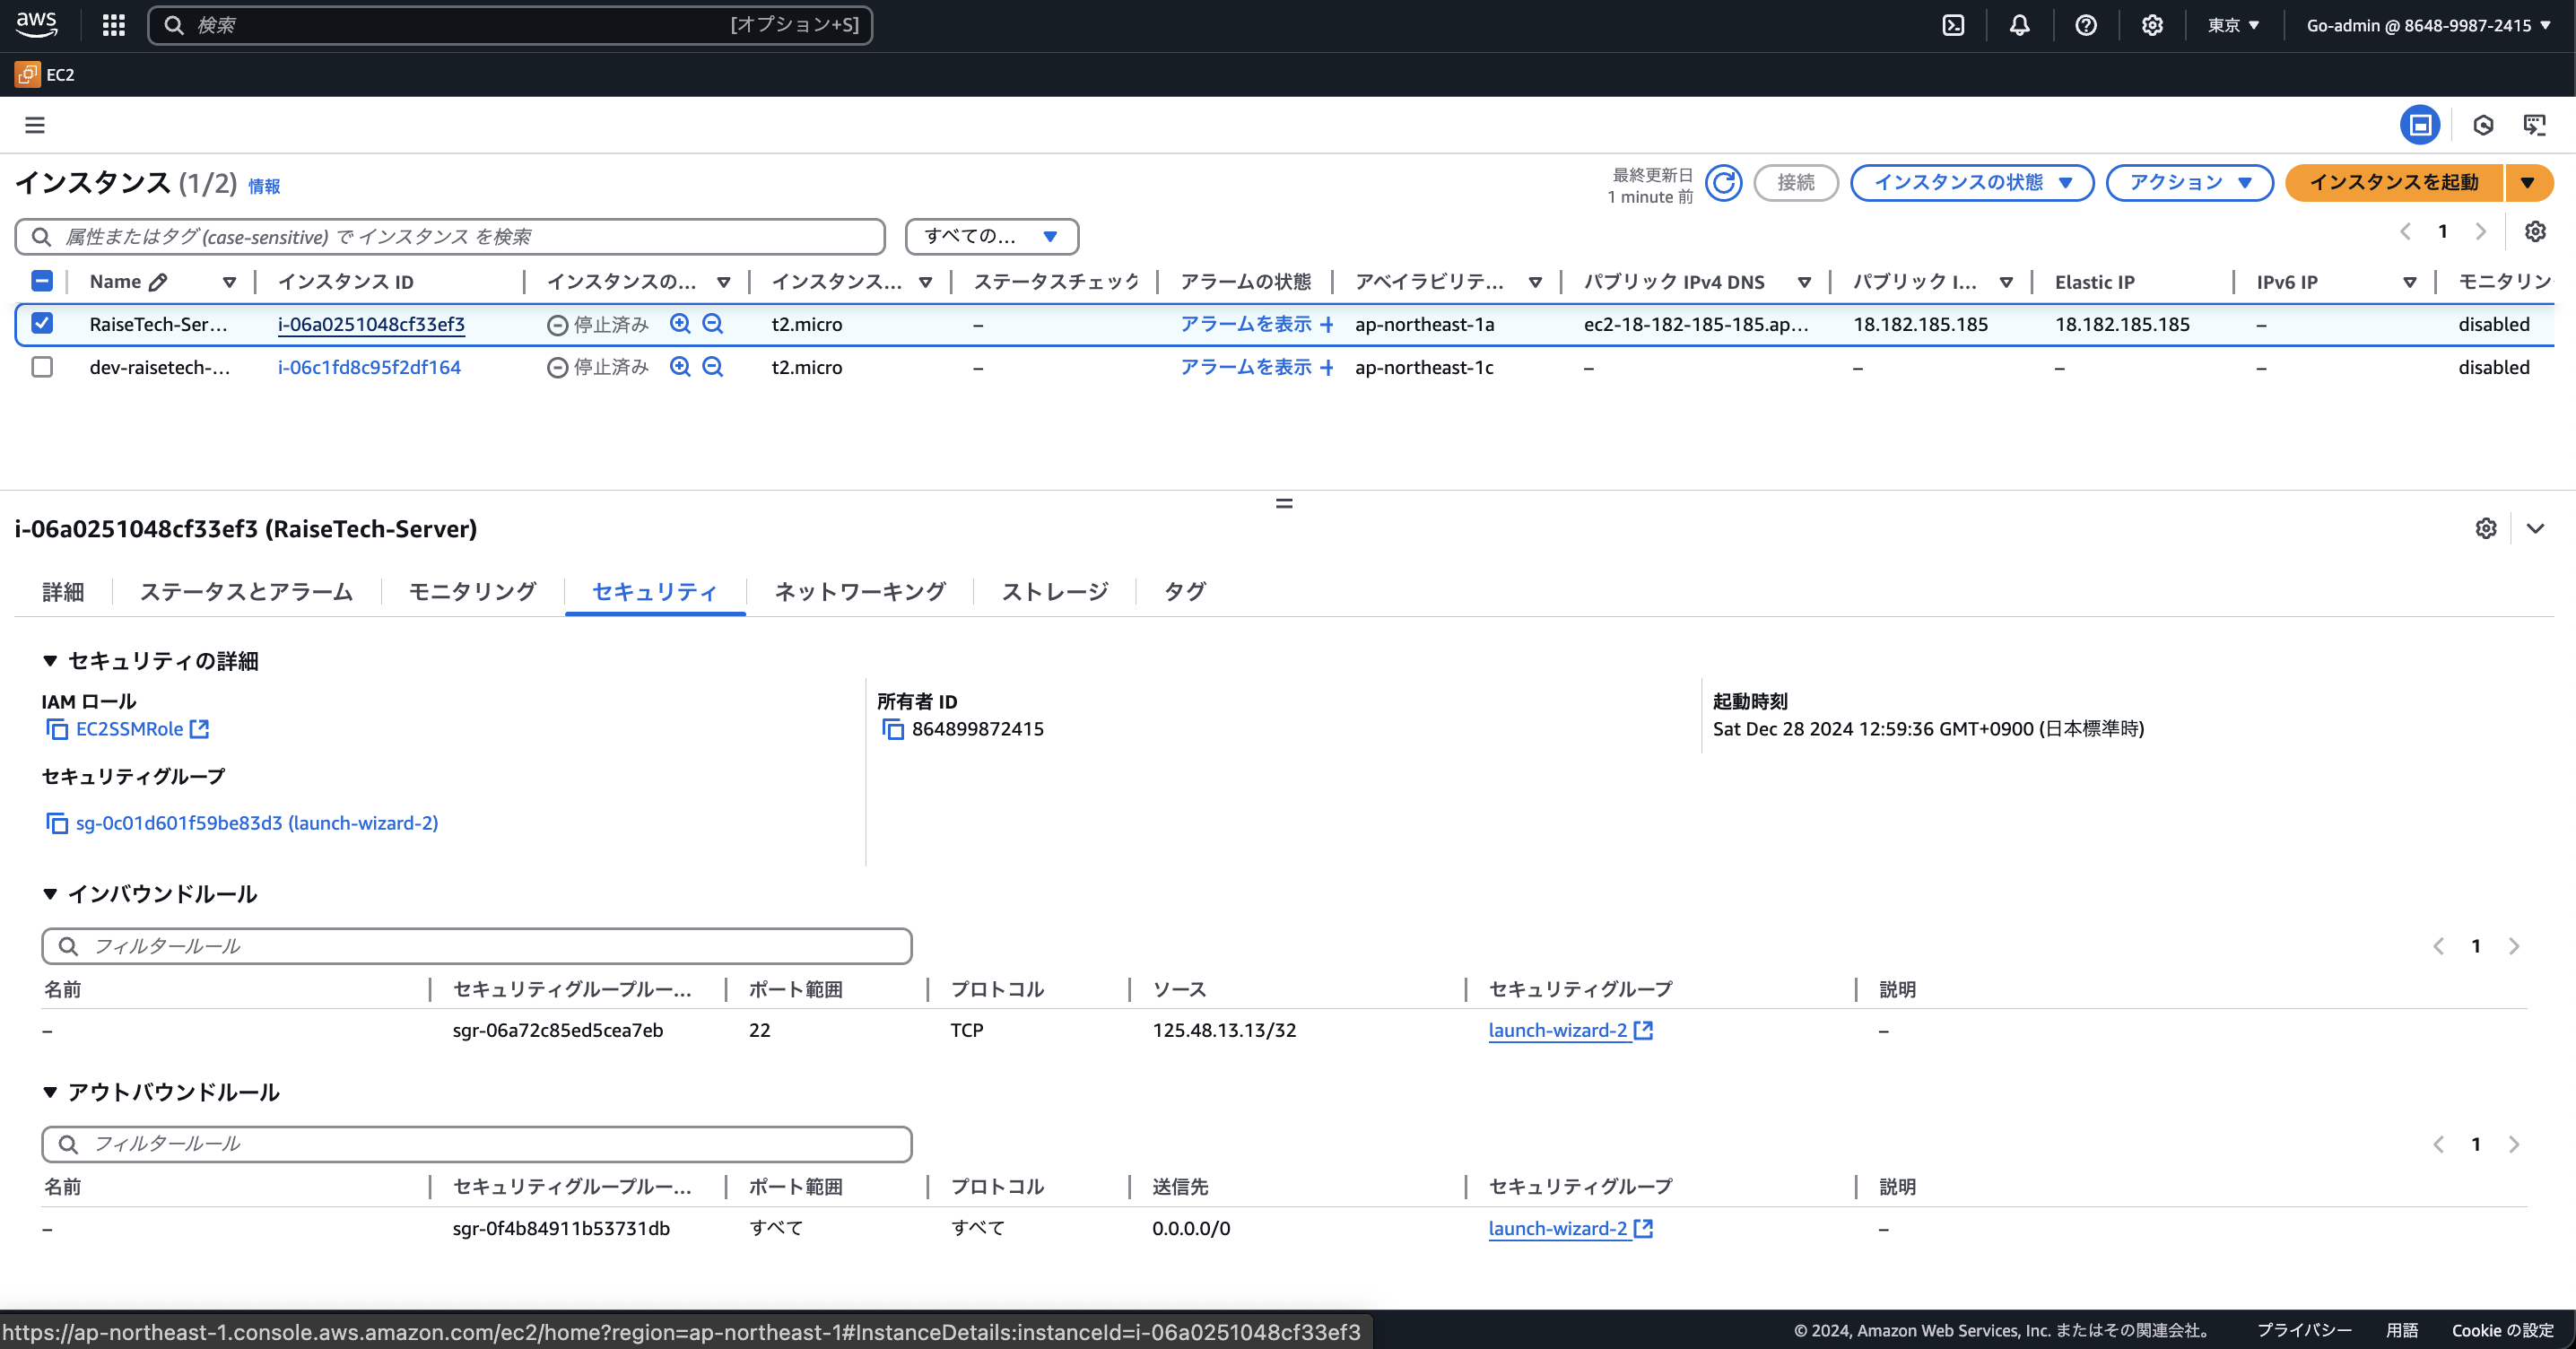 aws
検索
[オプション+S]
東京 ▼
Go-admin @ 8648-9987-2415 ▼
EC2
インスタンス (1/2) 情報
最終更新日
1 minute 前
接続
インスタンスの状態 ▼
アクション ▼
インスタンスを起動 ▼
属性またはタグ (case-sensitive) で インスタンス を検索
すべての... ▼
1
Name インスタンス ID インスタンスの... インスタンス... ステータスチェック アラームの状態 アベイラビリテ... パブリック IPv4 DNS パブリック I... Elastic IP IPv6 IP モニタリン
RaiseTech-Ser... i-06a0251048cf33ef3 停止済み t2.micro – アラームを表示 + ap-northeast-1a ec2-18-182-185-185.ap... 18.182.185.185 18.182.185.185 – disabled
dev-raisetech-... i-06c1fd8c95f2df164 停止済み t2.micro – アラームを表示 + ap-northeast-1c – – – – disabled
i-06a0251048cf33ef3 (RaiseTech-Server)
詳細 ステータスとアラーム モニタリング セキュリティ ネットワーキング ストレージ タグ
▼ セキュリティの詳細
IAM ロール
EC2SSMRole
所有者 ID
864899872415
起動時刻
Sat Dec 28 2024 12:59:36 GMT+0900 (日本標準時)
セキュリティグループ
sg-0c01d601f59be83d3 (launch-wizard-2)
▼ インバウンドルール
フィルタールール
1
名前 セキュリティグループルー... ポート範囲 プロトコル ソース セキュリティグループ 説明
– sgr-06a72c85ed5cea7eb 22 TCP 125.48.13.13/32 launch-wizard-2 –
▼ アウトバウンドルール
フィルタールール
1
名前 セキュリティグループルー... ポート範囲 プロトコル 送信先 セキュリティグループ 説明
– sgr-0f4b84911b53731db すべて すべて 0.0.0.0/0 launch-wizard-2 –
https://ap-northeast-1.console.aws.amazon.com/ec2/home?region=ap-northeast-1#InstanceDetails:instanceId=i-06a0251048cf33ef3
© 2024, Amazon Web Services, Inc. またはその関連会社。 プライバシー 用語 Cookie の設定